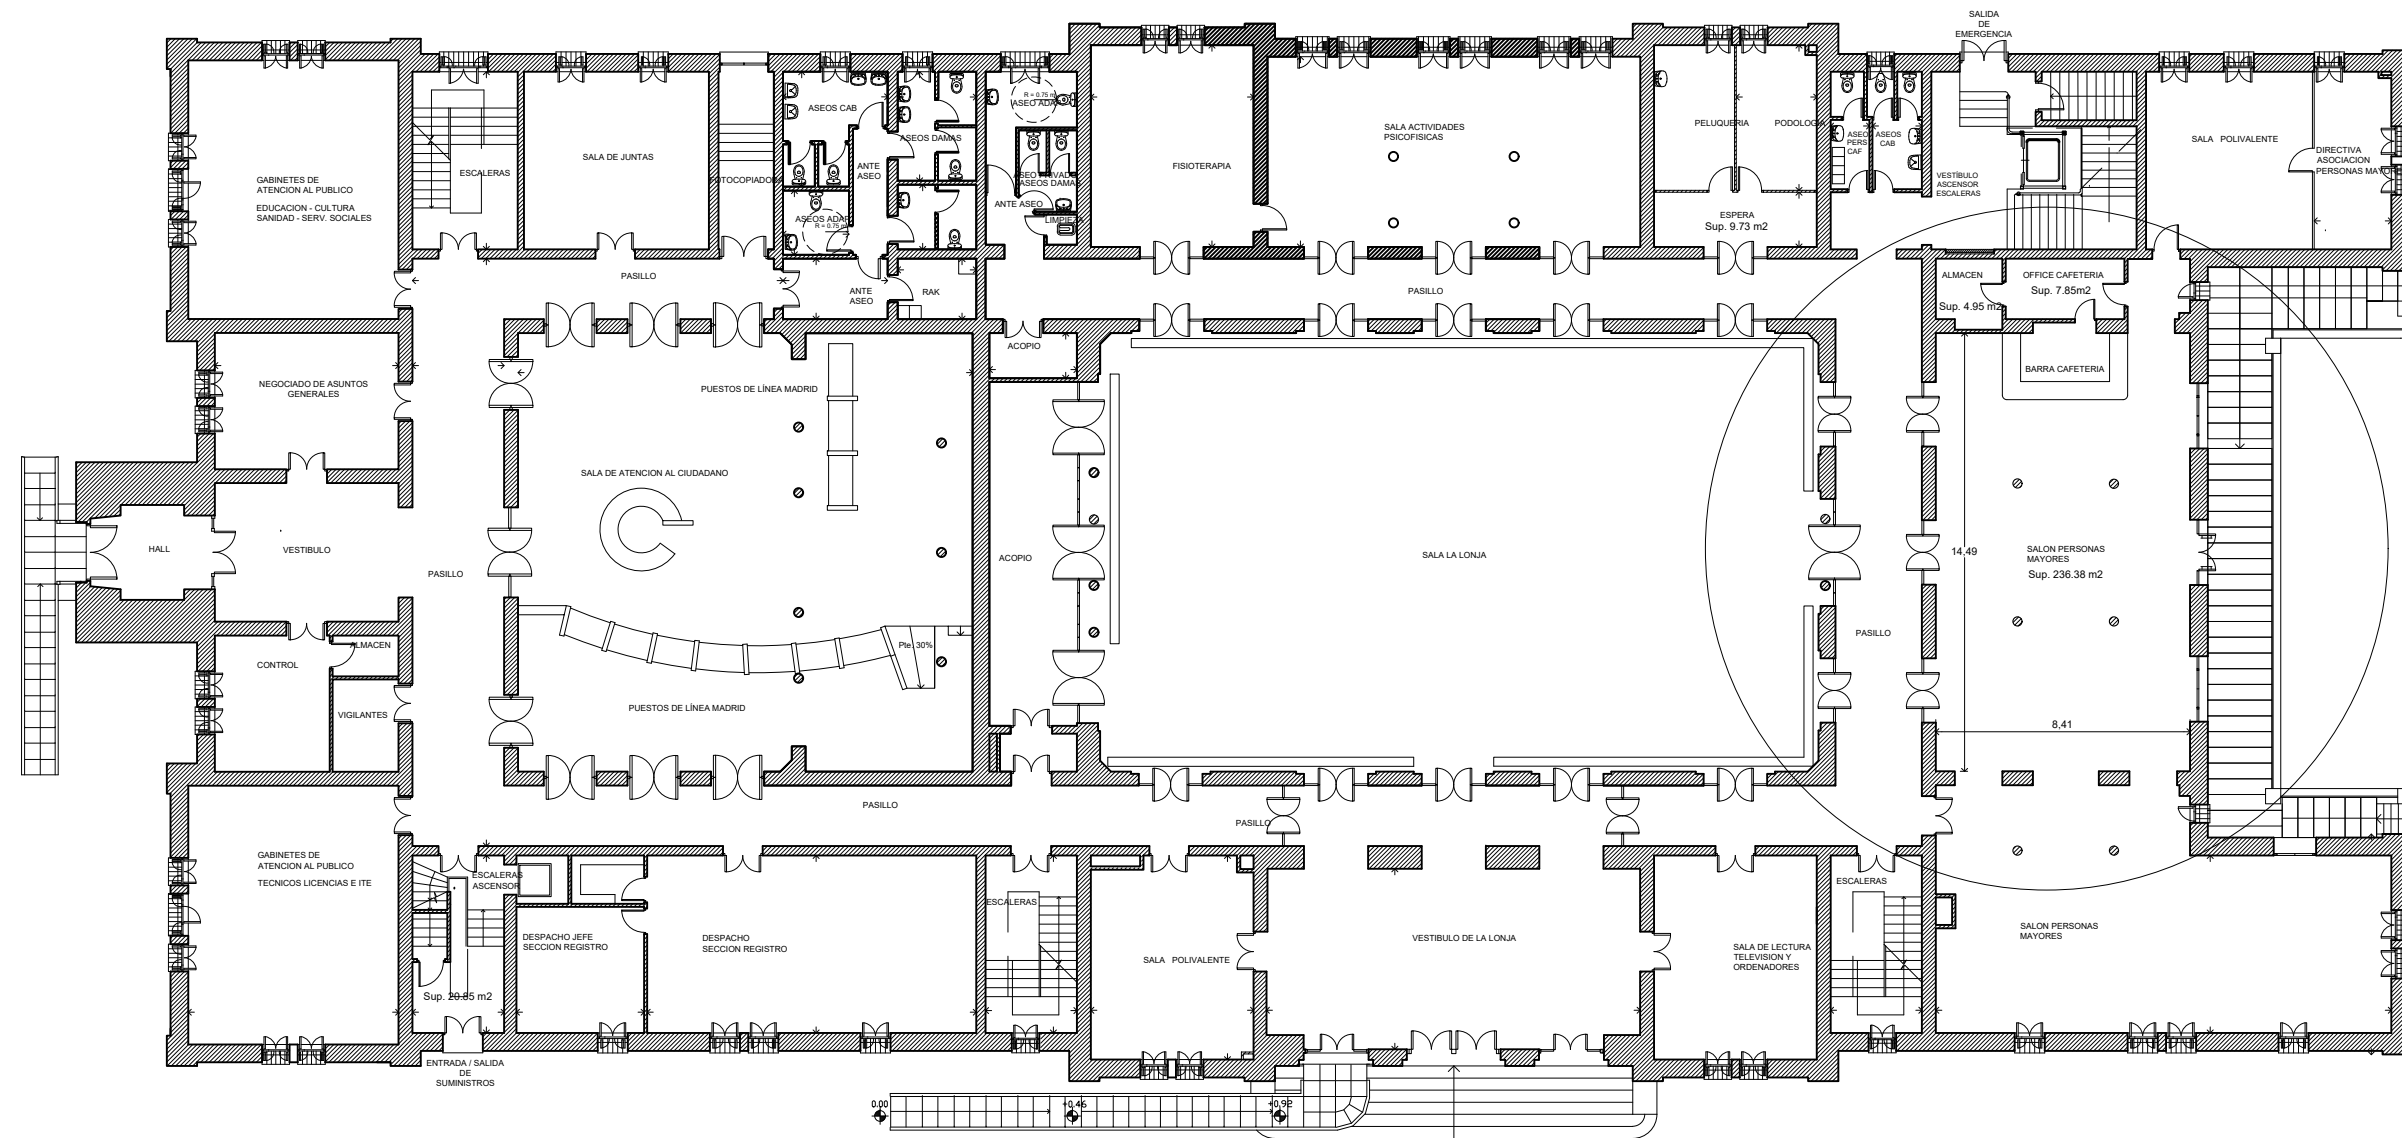 SALIDA
DE
EMERGENCIA
ASEOS CAB
R = 0.75 m
ASEO ADAP
ASEOS DAMAS
SALA ACTIVIDADES
PSICOFISICAS
PELUQUERIA
PODOLOGIA
ASEO
PERS
CAF
ASEOS
CAB
SALA POLIVALENTE
DIRECTIVA
ASOCIACION
PERSONAS MAYORES
SALA DE JUNTAS
ESCALERAS
FISIOTERAPIA
GABINETES DE
ATENCION AL PUBLICO
EDUCACION - CULTURA
SANIDAD - SERV. SOCIALES
FOTOCOPIADORA
ANTE
ASEO
ASEO PRIVADO
ASEOS DAMAS
VESTÍBULO
ASCENSOR
ESCALERAS
ANTE ASEO
LIMPIEZA
ASEOS ADAP
R = 0.75 m
ESPERA
Sup. 9.73 m2
PASILLO
ANTE
ASEO
RAK
PASILLO
ALMACEN
Sup. 4.95 m2
OFFICE CAFETERIA
Sup. 7.85m2
ACOPIO
BARRA CAFETERIA
NEGOCIADO DE ASUNTOS
GENERALES
PUESTOS DE LÍNEA MADRID
SALA DE ATENCION AL CIUDADANO
HALL
VESTIBULO
PASILLO
ACOPIO
SALA LA LONJA
14.49
SALON PERSONAS
MAYORES
Sup. 236.38 m2
PASILLO
CONTROL
ALMACEN
Pte. 30%
VIGILANTES
PUESTOS DE LÍNEA MADRID
8,41
PASILLO
PASILLO
GABINETES DE
ATENCION AL PUBLICO
TECNICOS LICENCIAS E ITE
ESCALERAS
ASCENSOR
ESCALERAS
ESCALERAS
DESPACHO JEFE
SECCION REGISTRO
DESPACHO
SECCION REGISTRO
SALA POLIVALENTE
VESTIBULO DE LA LONJA
SALA DE LECTURA
TELEVISION Y
ORDENADORES
SALON PERSONAS
MAYORES
Sup. 20.85 m2
ENTRADA / SALIDA
DE
SUMINISTROS
0.00
+0.46
+0.92